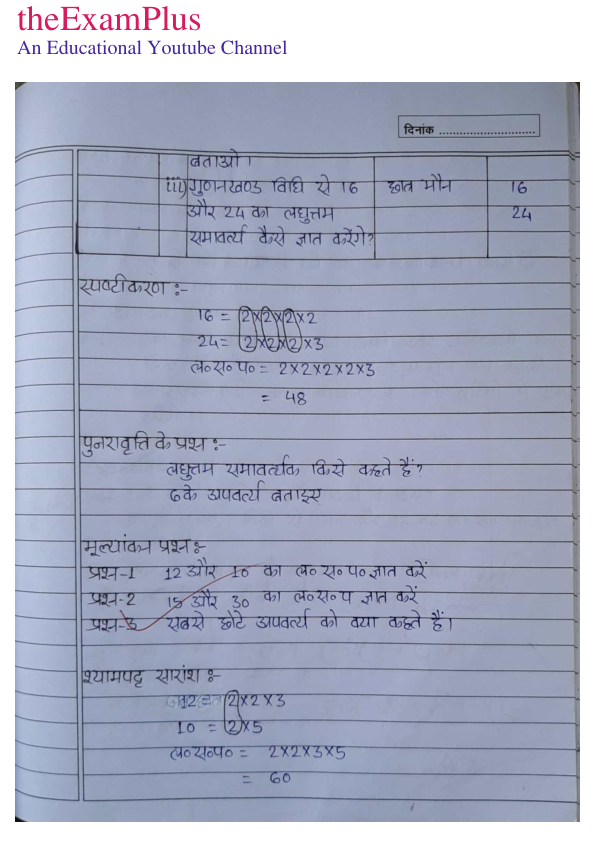 theExamPlus
An Educational Youtube Channel
दिनांक ............................
बताओ।
iii) गुणनखण्ड विधि से 16 छात्र मौन 16
और 24 का लघुत्तम 24
समावर्त्य कैसे ज्ञात करेंगे?
स्पष्टीकरण :-
16 = 2×2×2×2
24 = 2×2×2×3
ल॰स॰प॰ = 2×2×2×2×3
= 48
पुनरावृत्ति के प्रश्न :-
लघुत्तम समावर्त्यक किसे कहते हैं?
6 के अपवर्त्य बताइए
मूल्यांकन प्रश्न :-
प्रश्न-1 12 और 10 का ल॰ स॰ प॰ ज्ञात करें
प्रश्न-2 15 और 30 का ल॰स॰प ज्ञात करें
प्रश्न-3 सबसे छोटे अपवर्त्य को क्या कहते हैं।
श्यामपट्ट सारांश :-
12 = 2×2×3
10 = 2×5
ल॰स॰प॰ = 2×2×3×5
= 60